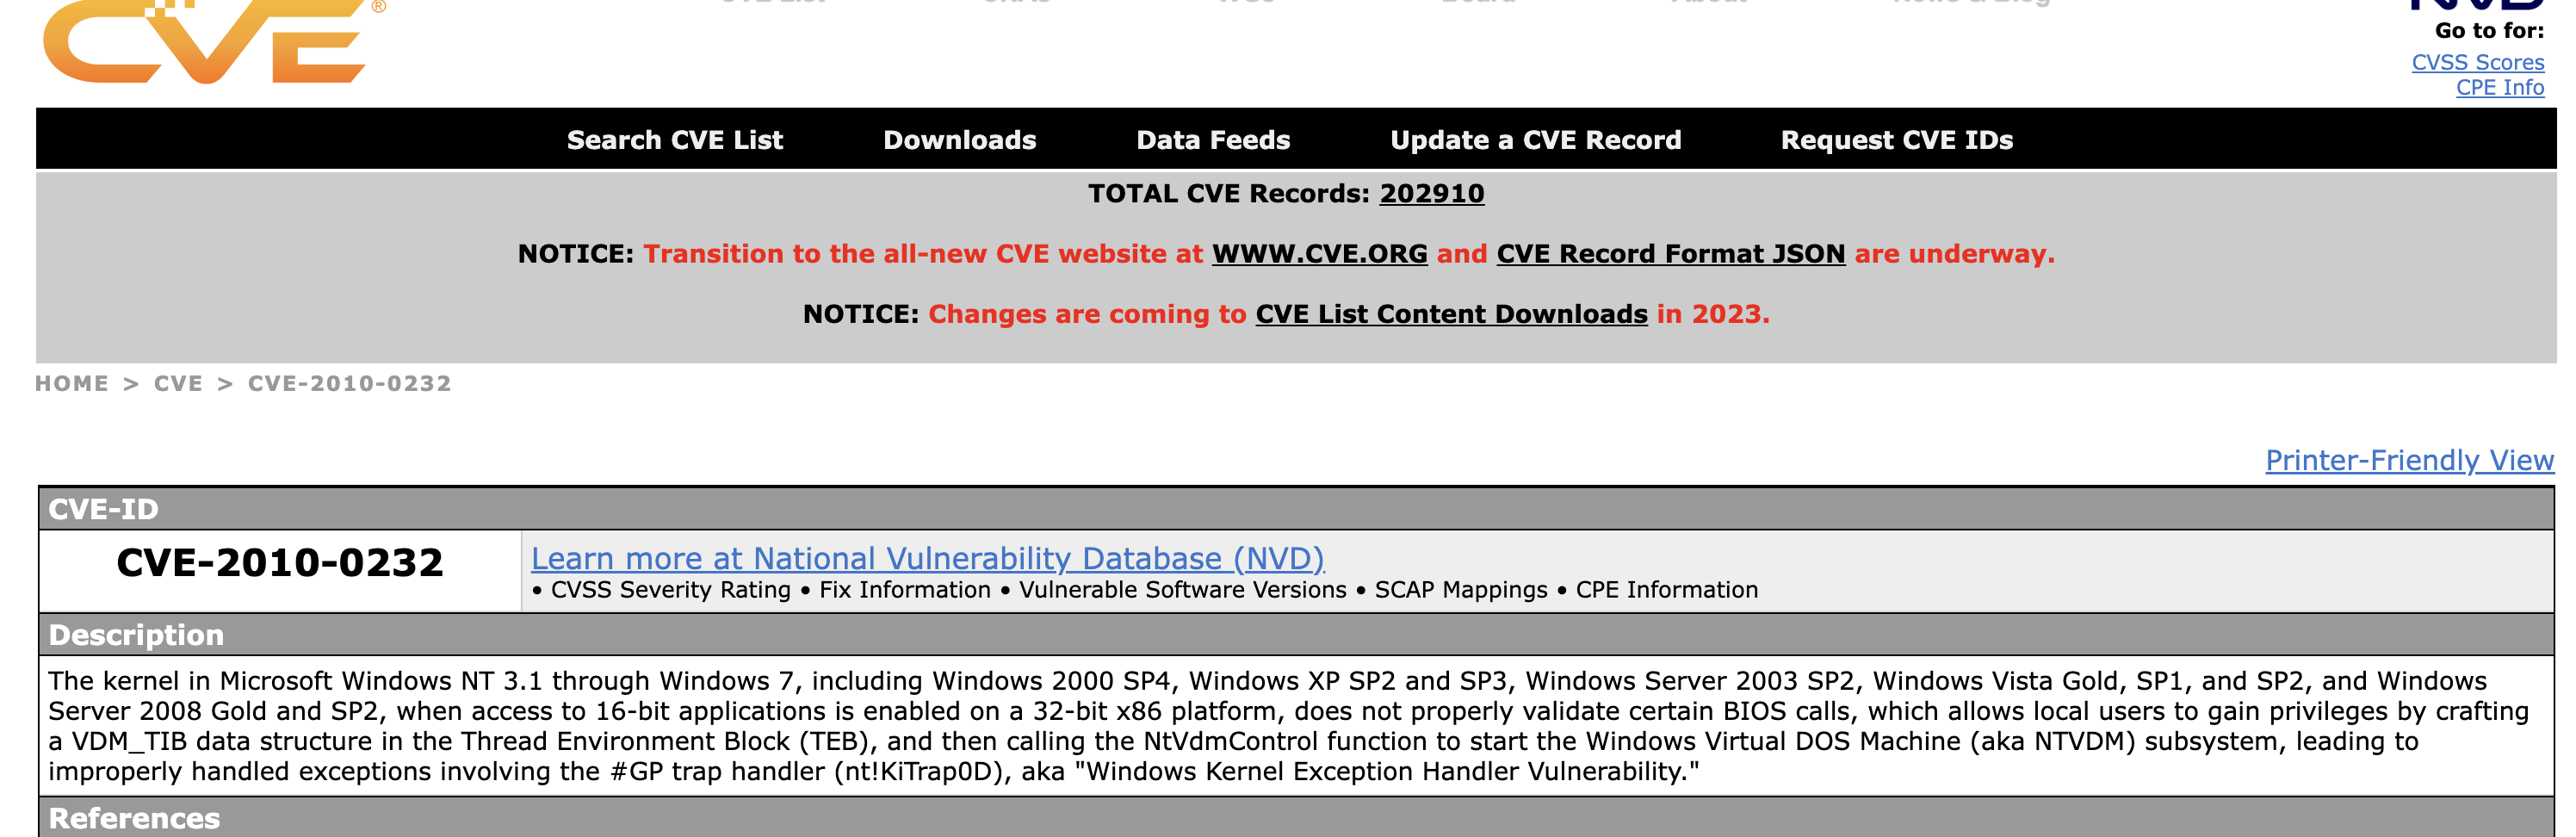 CVE®
CVE List CNAs WGs Board About News & Blog
NVD
Go to for:
CVSS Scores
CPE Info
Search CVE List Downloads Data Feeds Update a CVE Record Request CVE IDs
TOTAL CVE Records: 202910
NOTICE: Transition to the all-new CVE website at WWW.CVE.ORG and CVE Record Format JSON are underway.
NOTICE: Changes are coming to CVE List Content Downloads in 2023.
HOME > CVE > CVE-2010-0232
Printer-Friendly View
CVE-ID
CVE-2010-0232
Learn more at National Vulnerability Database (NVD)
• CVSS Severity Rating • Fix Information • Vulnerable Software Versions • SCAP Mappings • CPE Information
Description
The kernel in Microsoft Windows NT 3.1 through Windows 7, including Windows 2000 SP4, Windows XP SP2 and SP3, Windows Server 2003 SP2, Windows Vista Gold, SP1, and SP2, and Windows
Server 2008 Gold and SP2, when access to 16-bit applications is enabled on a 32-bit x86 platform, does not properly validate certain BIOS calls, which allows local users to gain privileges by crafting
a VDM_TIB data structure in the Thread Environment Block (TEB), and then calling the NtVdmControl function to start the Windows Virtual DOS Machine (aka NTVDM) subsystem, leading to
improperly handled exceptions involving the #GP trap handler (nt!KiTrap0D), aka "Windows Kernel Exception Handler Vulnerability."
References